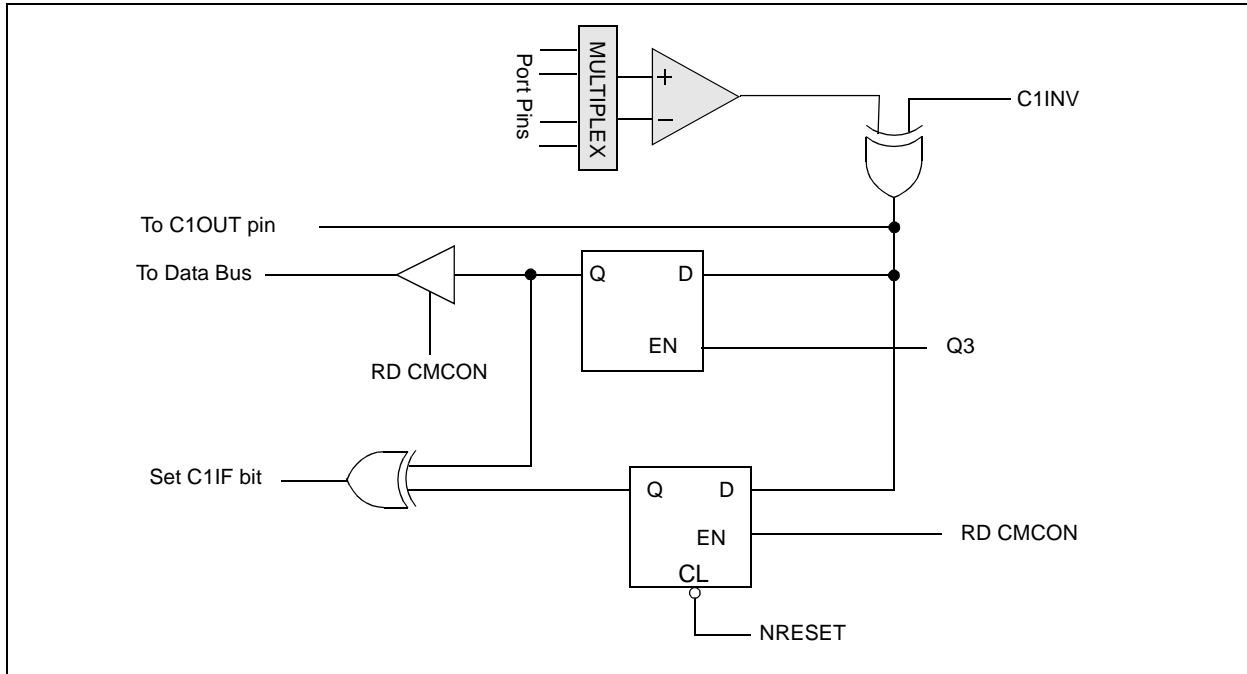 Port Pins
MULTIPLEX
+
−
C1INV
To C1OUT pin
To Data Bus
Q
D
EN
Q3
RD CMCON
Set C1IF bit
Q
D
EN
RD CMCON
CL
NRESET